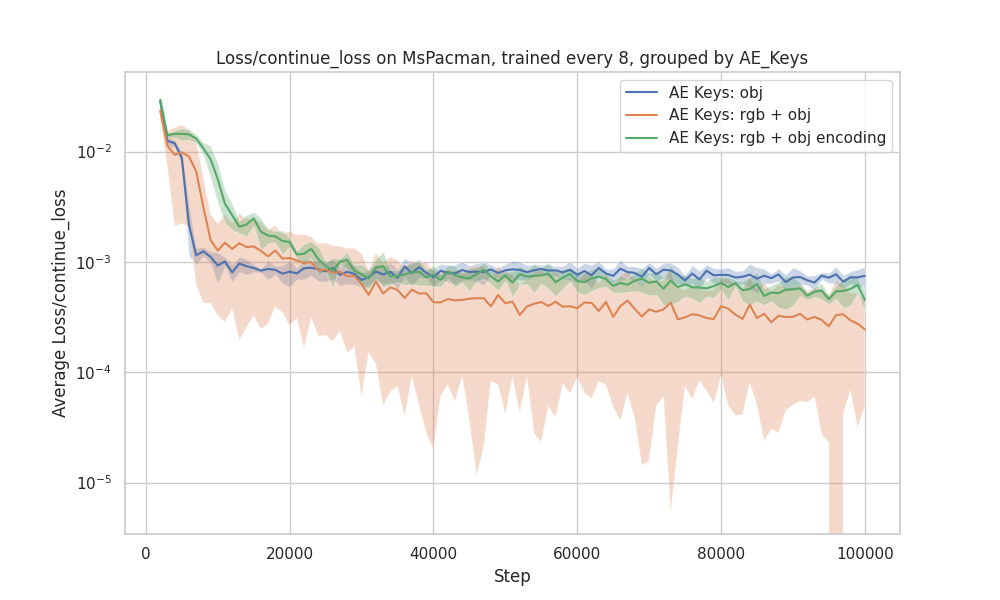 Loss/continue_loss on MsPacman, trained every 8, grouped by AE_Keys
AE Keys: obj
AE Keys: rgb + obj
AE Keys: rgb + obj encoding
Average Loss/continue_loss
10⁻²
10⁻³
10⁻⁴
10⁻⁵
0 20000 40000 60000 80000 100000
Step